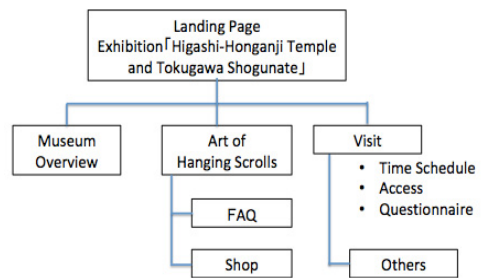 Landing Page
Exhibition「Higashi-Honganji Temple
and Tokugawa Shogunate」
Museum
Overview
Art of
Hanging Scrolls
FAQ
Shop
Visit
• Time Schedule
• Access
• Questionnaire
Others